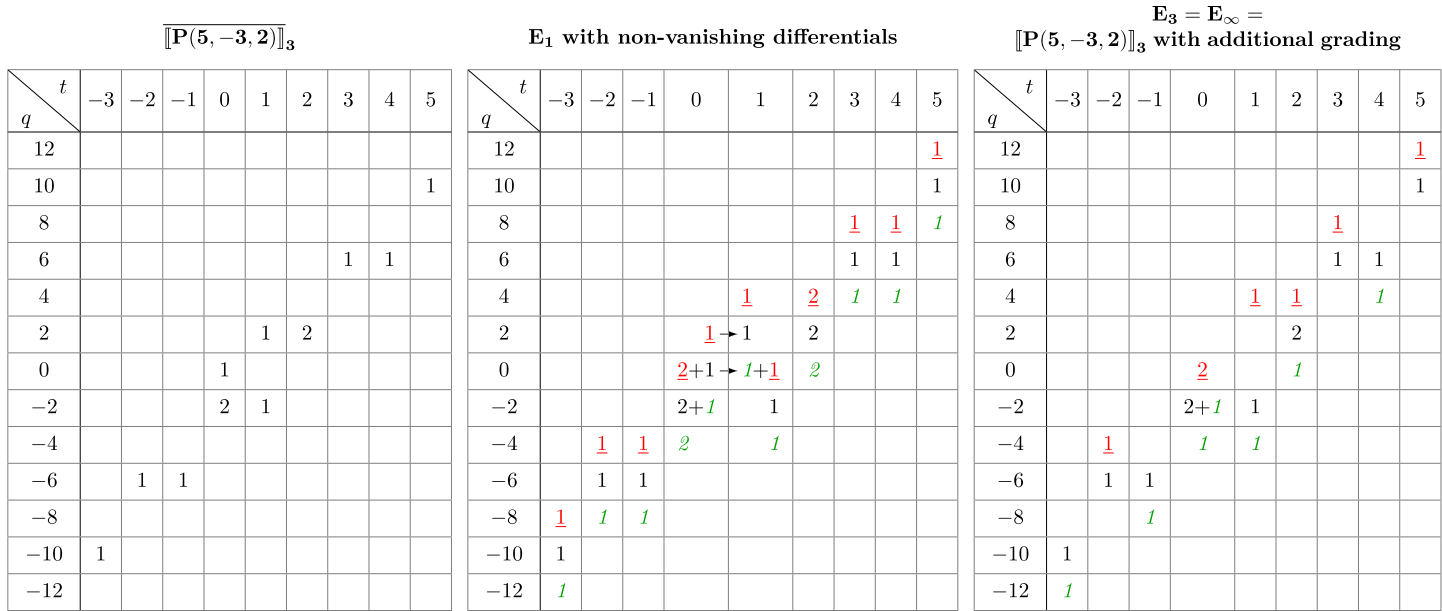 [[P(5, −3, 2)]]₃
t −3 −2 −1 0 1 2 3 4 5
q
12
10 1
8
6 1 1
4
2 1 2
0 1
−2 2 1
−4
−6 1 1
−8
−10 1
−12
E₁ with non-vanishing differentials
t −3 −2 −1 0 1 2 3 4 5
q
12 1
10 1
8 1 1 1
6 1 1
4 1 2 1 1
2 1→1 2
0 2+1→1+1 2
−2 2+1 1
−4 1 1 2 1
−6 1 1
−8 1 1 1
−10 1
−12 1
E₃ = E∞ =
[[P(5, −3, 2)]]₃ with additional grading
t −3 −2 −1 0 1 2 3 4 5
q
12 1
10 1
8 1
6 1 1
4 1 1 1
2 2
0 2 1
−2 2+1 1
−4 1 1 1
−6 1 1
−8 1
−10 1
−12 1